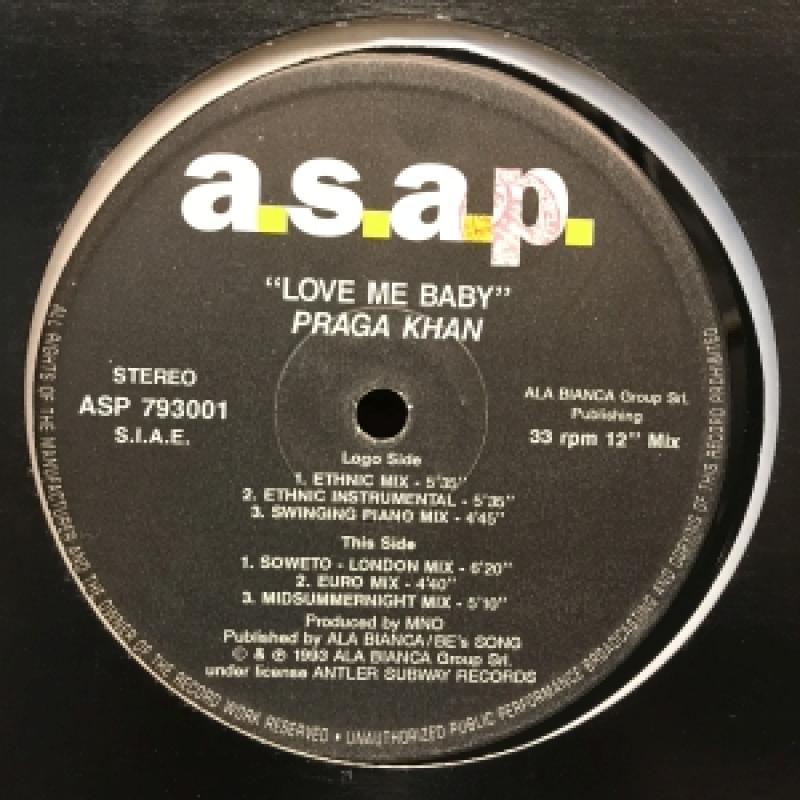 a.s.a.p.
"LOVE ME BABY"
PRAGA KHAN
STEREO
ASP 793001
S.I.A.E.
ALA BIANCA Group Srl.
Publishing
33 rpm 12" Mix
Logo Side
1. ETHNIC MIX - 5'35"
2. ETHNIC INSTRUMENTAL - 5'35"
3. SWINGING PIANO MIX - 4'45"
This Side
1. SOWETO - LONDON MIX - 6'20"
2. EURO MIX - 4'40"
3. MIDSUMMERNIGHT MIX - 5'10"
Produced by MNO
Published by ALA BIANCA/BE's SONG
© & ℗ 1993 ALA BIANCA Group Srl.
under license ANTLER SUBWAY RECORDS
ALL RIGHTS OF THE MANUFACTURER AND THE OWNER OF THE RECORD WORK RESERVED • UNAUTHORIZED PUBLIC PERFORMANCE BROADCASTING AND COPYING OF THIS RECORD PROHIBITED